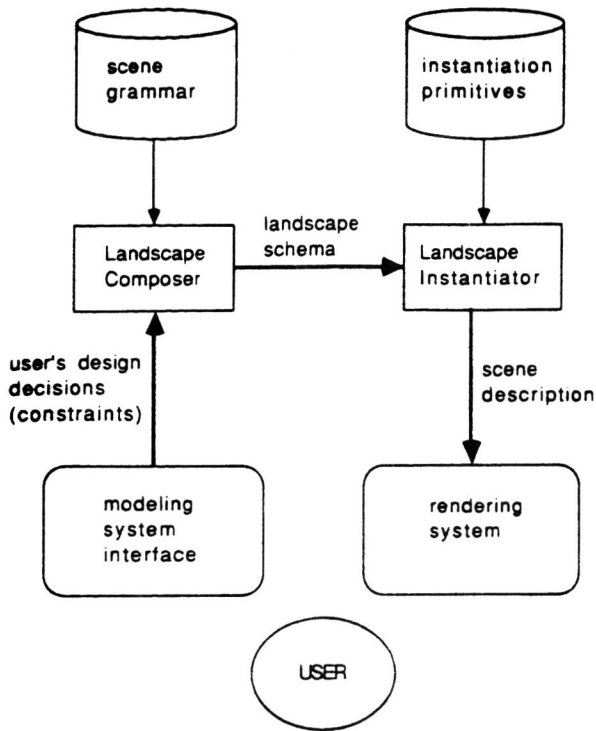 scene
grammar
instantiation
primitives
Landscape
Composer
landscape
schema
Landscape
Instantiator
user's design
decisions
(constraints)
scene
description
modeling
system
interface
rendering
system
USER